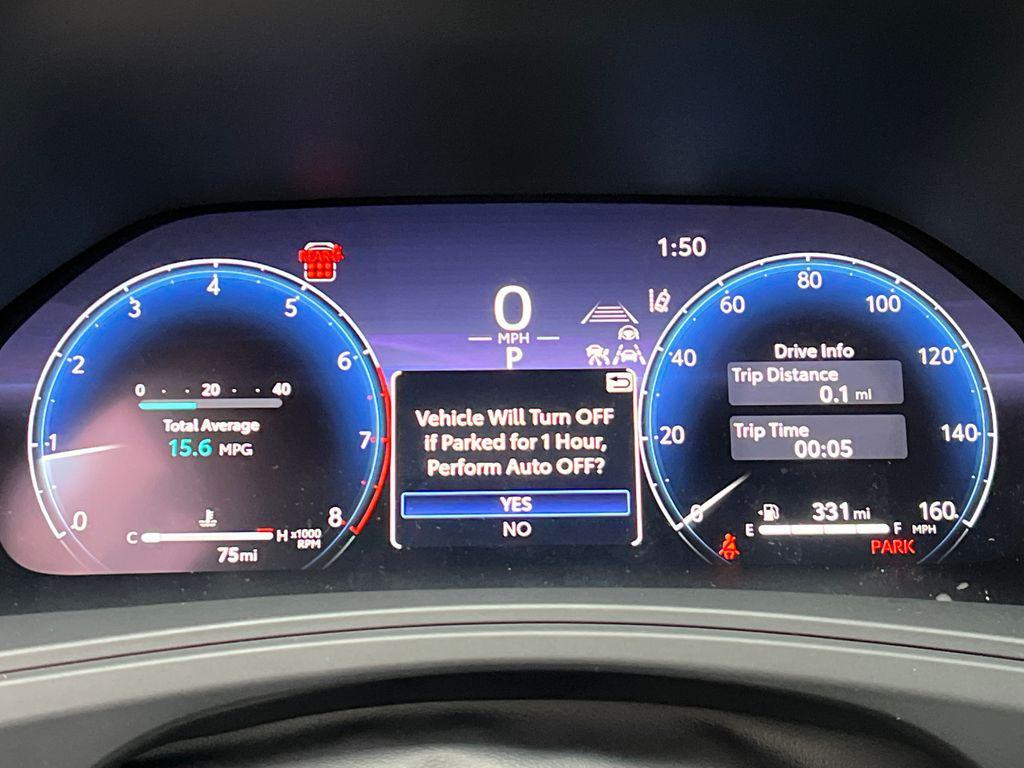 REAR
1:50
0
MPH
P
0 20 40
Total Average
15.6 MPG
0
1
2
3
4
5
6
7
8
x1000
RPM
C H
75mi
Vehicle Will Turn OFF
if Parked for 1 Hour,
Perform Auto OFF?
YES
NO
0
20
40
60
80
100
120
140
160
MPH
Drive Info
Trip Distance
0.1 mi
Trip Time
00:05
331 mi
E F
PARK